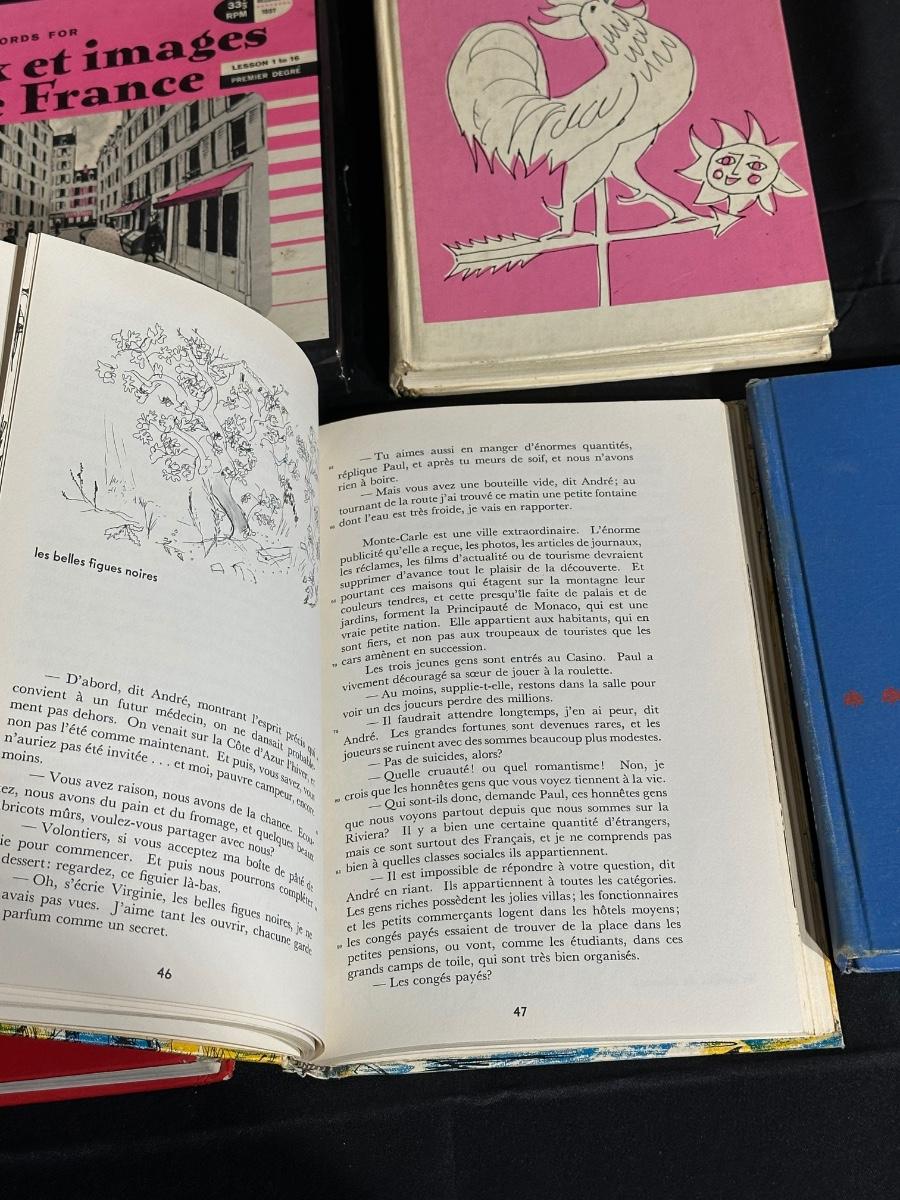 33⅓
RPM
1957
ORDS FOR
x et images
e France
LESSON 1 to 16
PREMIER DEGRÉ
les belles figues noires
— D'abord, dit André, montrant l'esprit précis qui
convient à un futur médecin, on ne dansait probable-
ment pas dehors. On venait sur la Côte d'Azur l'hiver, et
non pas l'été comme maintenant. Et puis, vous savez, vous
n'auriez pas été invitée . . . et moi, pauvre campeur, encore
moins.
— Vous avez raison, nous avons de la chance. Écou-
tez, nous avons du pain et du fromage, et quelques beaux
bricots mûrs, voulez-vous partager avec nous?
— Volontiers, si vous acceptez ma boîte de pâté de
ie pour commencer. Et puis nous pourrons compléter
dessert: regardez, ce figuier là-bas.
— Oh, s'écrie Virginie, les belles figues noires, je ne
avais pas vues. J'aime tant les ouvrir, chacune garde
parfum comme un secret.
46
— Tu aimes aussi en manger d'énormes quantités,
réplique Paul, et après tu meurs de soif, et nous n'avons
rien à boire.
— Mais vous avez une bouteille vide, dit André; au
tournant de la route j'ai trouvé ce matin une petite fontaine
60 dont l'eau est très froide, je vais en rapporter.
Monte-Carle est une ville extraordinaire. L'énorme
publicité qu'elle a reçue, les photos, les articles de journaux,
les réclames, les films d'actualité ou de tourisme devraient
supprimer d'avance tout le plaisir de la découverte. Et
65 pourtant ces maisons qui étagent sur la montagne leur
couleurs tendres, et cette presqu'île faite de palais et de
jardins, forment la Principauté de Monaco, qui est une
vraie petite nation. Elle appartient aux habitants, qui en
sont fiers, et non pas aux troupeaux de touristes que les
70 cars amènent en succession.
Les trois jeunes gens sont entrés au Casino. Paul a
vivement découragé sa sœur de jouer à la roulette.
— Au moins, supplie-t-elle, restons dans la salle pour
voir un des joueurs perdre des millions.
75 — Il faudrait attendre longtemps, j'en ai peur, dit
André. Les grandes fortunes sont devenues rares, et les
joueurs se ruinent avec des sommes beaucoup plus modestes.
— Pas de suicides, alors?
— Quelle cruauté! ou quel romantisme! Non, je
80 crois que les honnêtes gens que vous voyez tiennent à la vie.
— Qui sont-ils donc, demande Paul, ces honnêtes gens
que nous voyons partout depuis que nous sommes sur la
Riviera? Il y a bien une certaine quantité d'étrangers,
mais ce sont surtout des Français, et je ne comprends pas
85 bien à quelles classes sociales ils appartiennent.
— Il est impossible de répondre à votre question, dit
André en riant. Ils appartiennent à toutes les catégories.
Les gens riches possèdent les jolies villas; les fonctionnaires
et les petits commerçants logent dans les hôtels moyens;
90 les congés payés essaient de trouver de la place dans les
petites pensions, ou vont, comme les étudiants, dans ces
grands camps de toile, qui sont très bien organisés.
— Les congés payés?
47